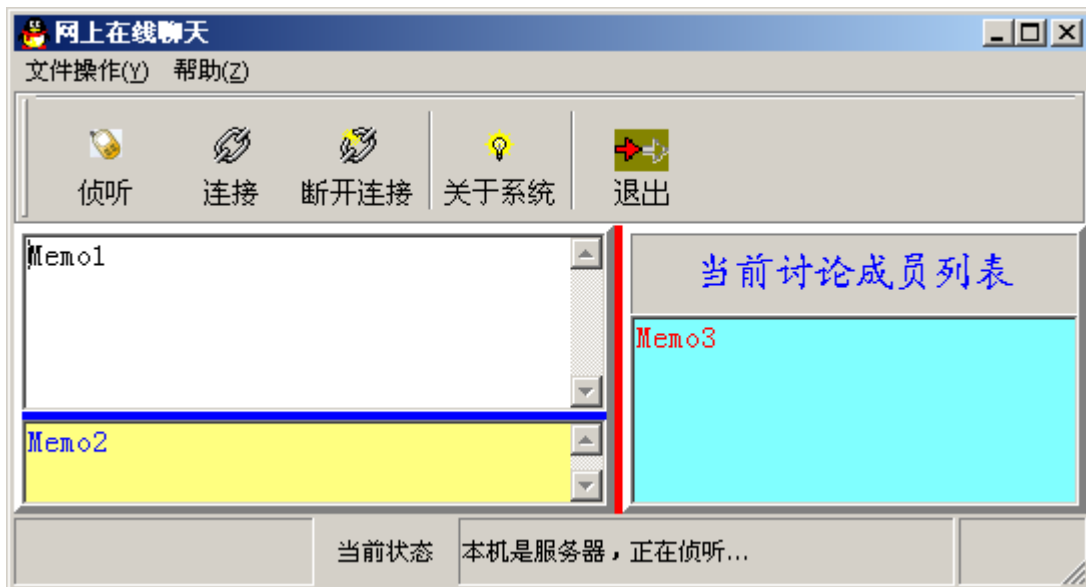 网上在线聊天
文件操作(Y) 帮助(Z)
侦听 连接 断开连接 关于系统 退出
Memo1
当前讨论成员列表
Memo3
Memo2
当前状态 本机是服务器，正在侦听...